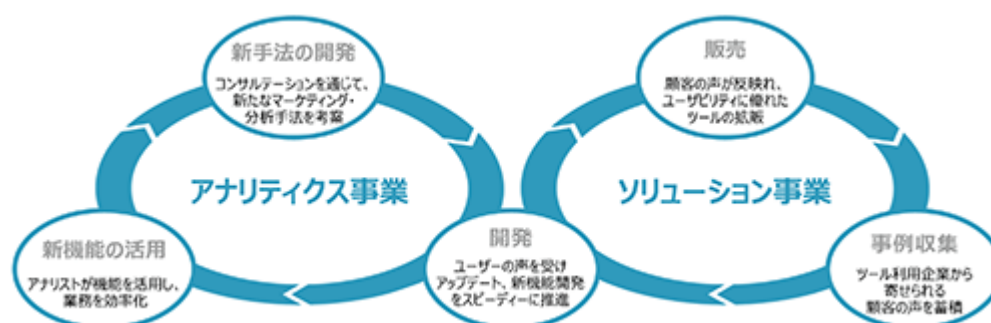 新手法の開発
コンサルテーションを通じて、
新たなマーケティング・
分析手法を考案
販売
顧客の声が反映れ、
ユーザビリティに優れた
ツールの拡販
アナリティクス事業
ソリューション事業
新機能の活用
アナリストが機能を活用し、
業務を効率化
開発
ユーザーの声を受け
アップデート、新機能開発
をスピーディーに推進
事例収集
ツール利用企業から
寄せられる
顧客の声を蓄積